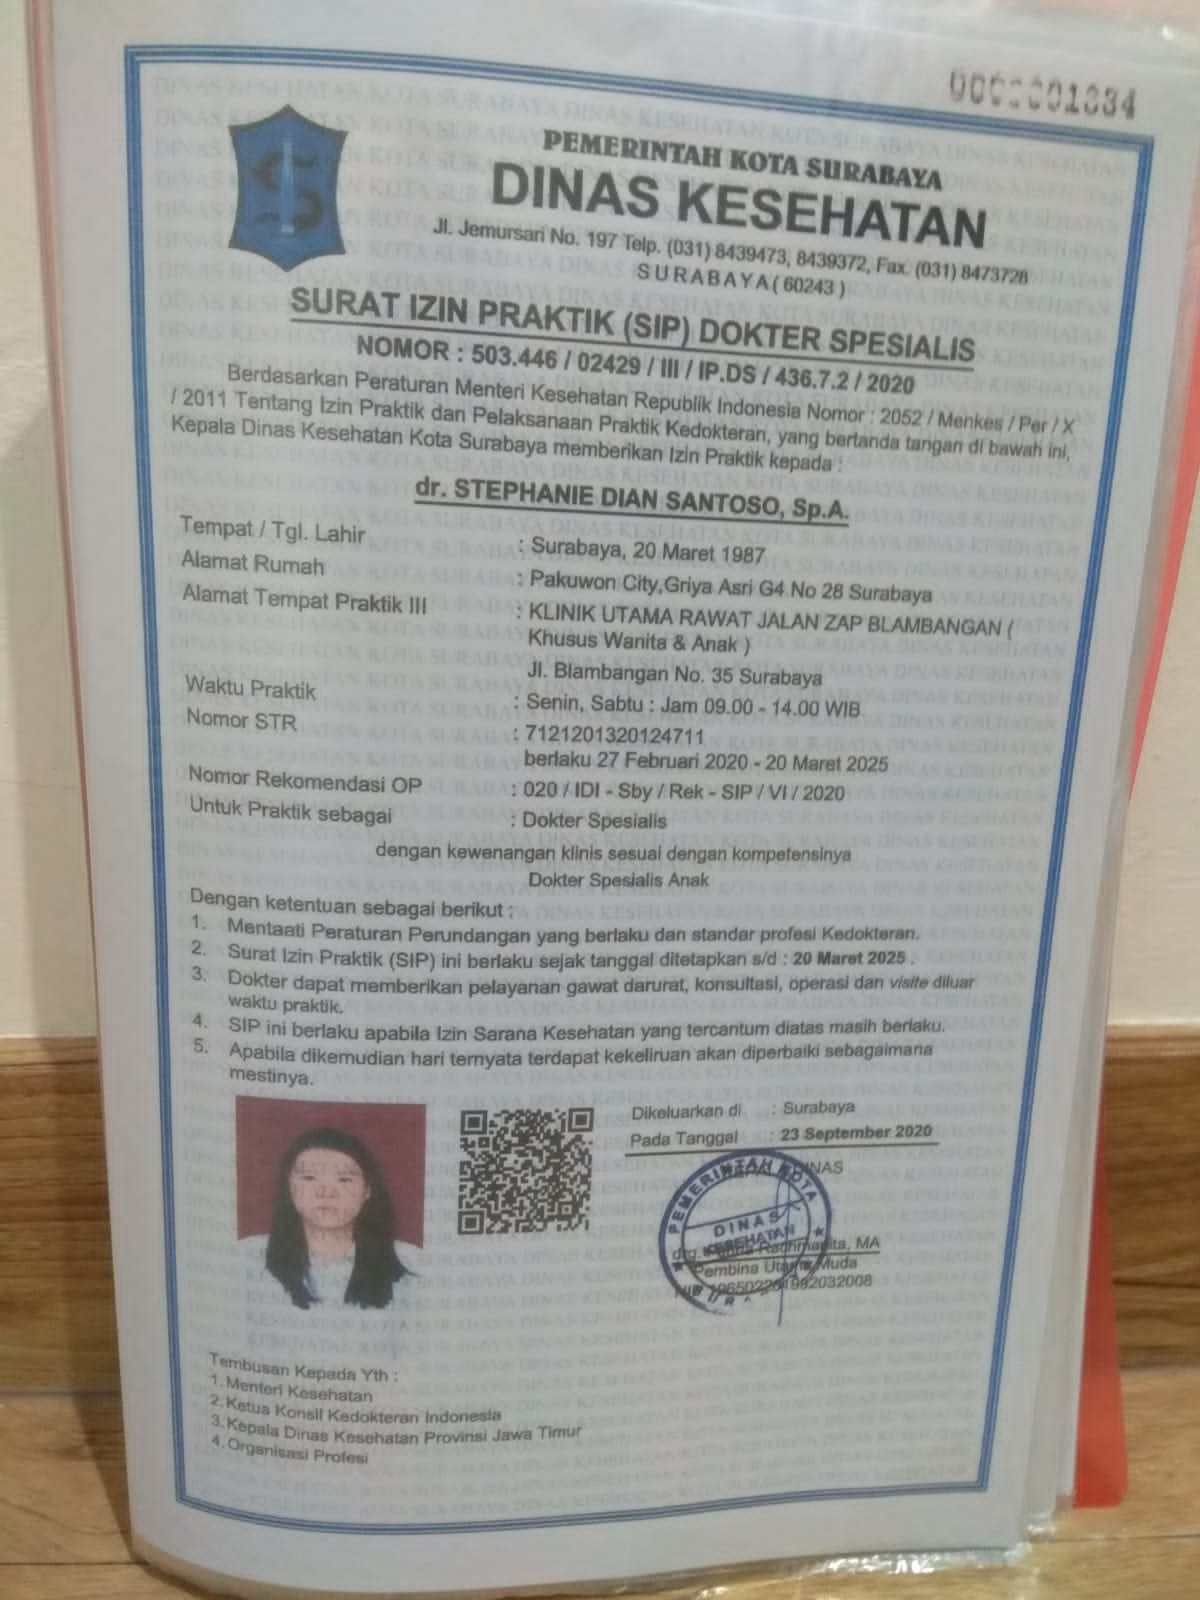 PEMERINTAH KOTA SURABAYA
DINAS KESEHATAN
Jl. Jemursari No. 197 Telp. (031) 8439473, 8439372, Fax. (031) 8473728
SURABAYA ( 60243 )
SURAT IZIN PRAKTIK (SIP) DOKTER SPESIALIS
NOMOR : 503.446 / 02429 / III / IP.DS / 436.7.2 / 2020
Berdasarkan Peraturan Menteri Kesehatan Republik Indonesia Nomor : 2052 / Menkes / Per / X
/ 2011 Tentang Izin Praktik dan Pelaksanaan Praktik Kedokteran, yang bertanda tangan di bawah ini,
Kepala Dinas Kesehatan Kota Surabaya memberikan Izin Praktik kepada :
dr. STEPHANIE DIAN SANTOSO, Sp.A.
Tempat / Tgl. Lahir : Surabaya, 20 Maret 1987
Alamat Rumah : Pakuwon City,Griya Asri G4 No 28 Surabaya
Alamat Tempat Praktik III : KLINIK UTAMA RAWAT JALAN ZAP BLAMBANGAN (
Khusus Wanita & Anak )
Jl. Blambangan No. 35 Surabaya
Waktu Praktik : Senin, Sabtu : Jam 09.00 - 14.00 WIB
Nomor STR : 7121201320124711
berlaku 27 Februari 2020 - 20 Maret 2025
Nomor Rekomendasi OP : 020 / IDI - Sby / Rek - SIP / VI / 2020
Untuk Praktik sebagai : Dokter Spesialis
dengan kewenangan klinis sesuai dengan kompetensinya
Dokter Spesialis Anak
Dengan ketentuan sebagai berikut :
1. Mentaati Peraturan Perundangan yang berlaku dan standar profesi Kedokteran.
2. Surat Izin Praktik (SIP) ini berlaku sejak tanggal ditetapkan s/d : 20 Maret 2025 .
3. Dokter dapat memberikan pelayanan gawat darurat, konsultasi, operasi dan visite diluar
waktu praktik.
4. SIP ini berlaku apabila Izin Sarana Kesehatan yang tercantum diatas masih berlaku.
5. Apabila dikemudian hari ternyata terdapat kekeliruan akan diperbaiki sebagaimana
mestinya.
Dikeluarkan di : Surabaya
Pada Tanggal : 23 September 2020
DINAS
PEMERINTAH KOTA
DINAS
KESEHATAN
drg. Rachmanita, MA
Pembina Utama Muda
Tembusan Kepada Yth :
1. Menteri Kesehatan
2. Ketua Konsil Kedokteran Indonesia
3. Kepala Dinas Kesehatan Provinsi Jawa Timur
4. Organisasi Profesi